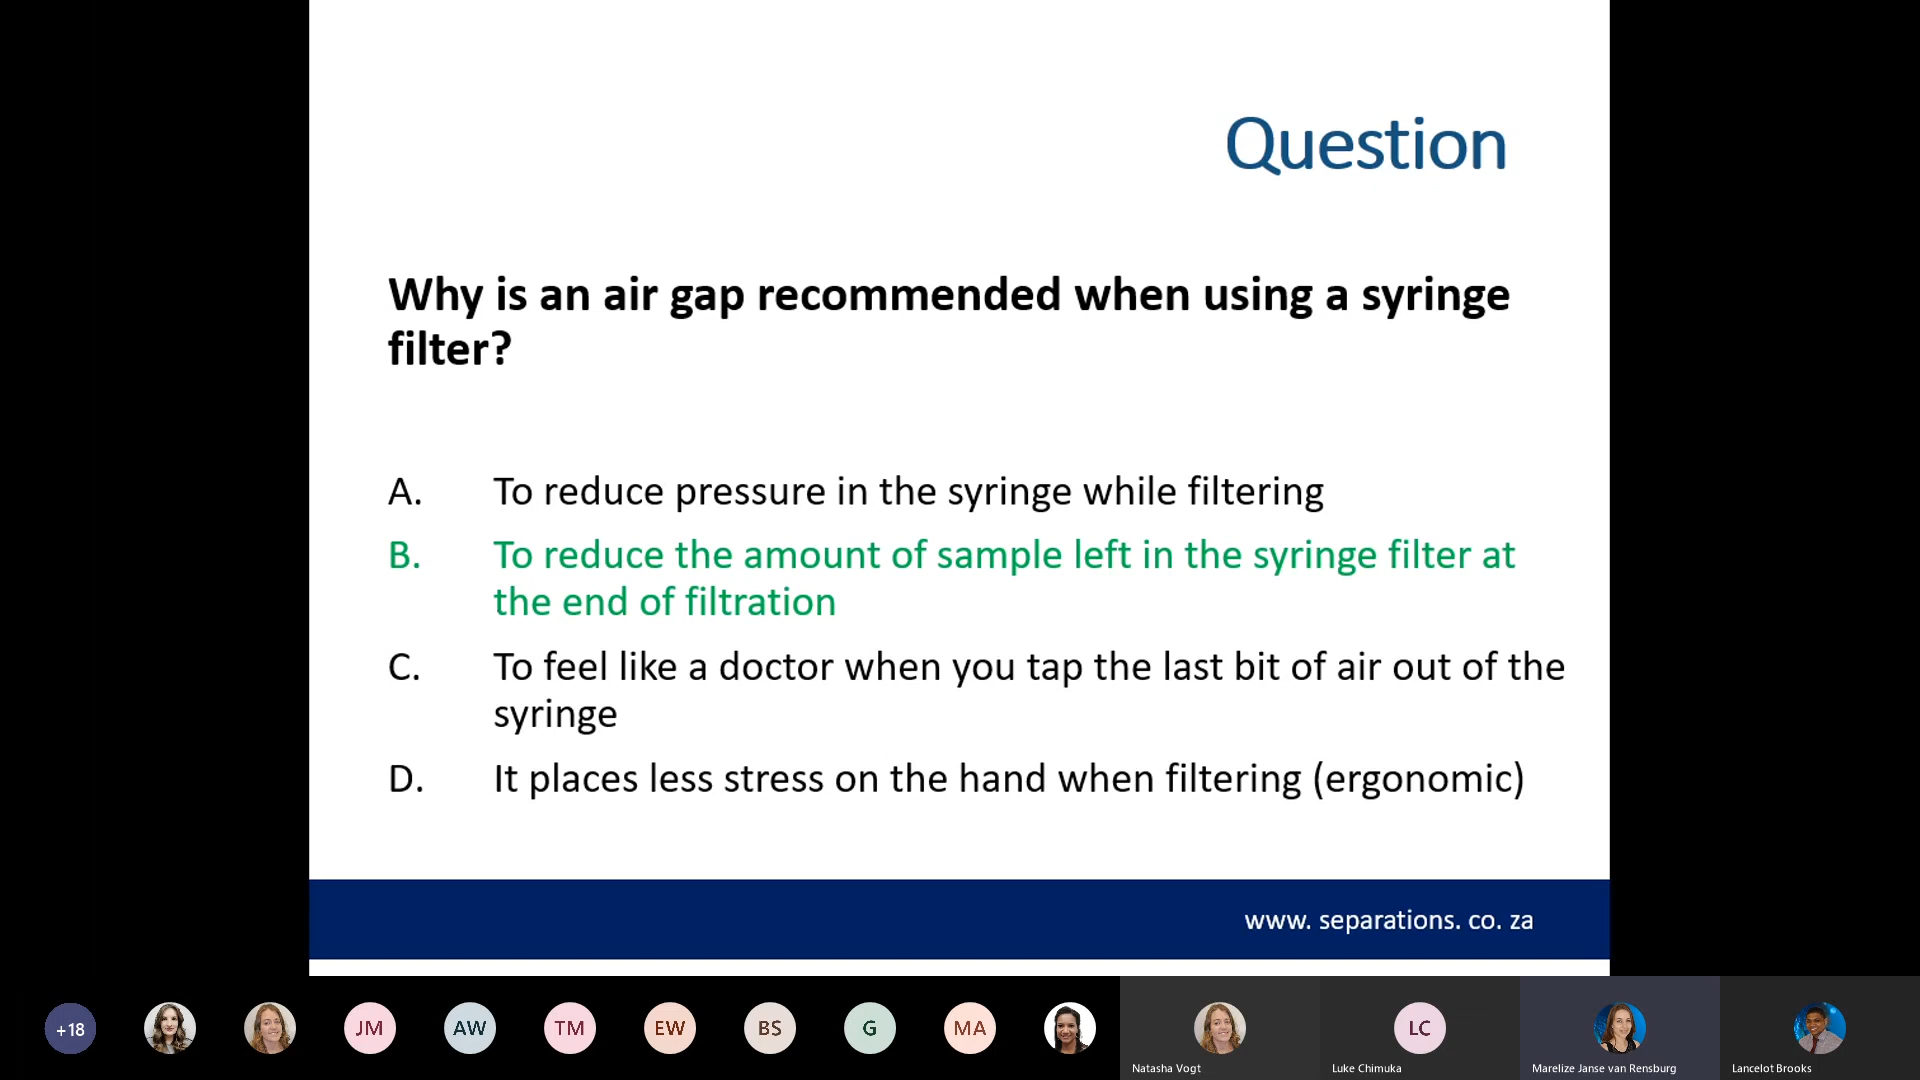 Question
Why is an air gap recommended when using a syringe
filter?
A. To reduce pressure in the syringe while filtering
B. To reduce the amount of sample left in the syringe filter at
the end of filtration
C. To feel like a doctor when you tap the last bit of air out of the
syringe
D. It places less stress on the hand when filtering (ergonomic)
www. separations. co. za
+18
JM
AW
TM
EW
BS
G
MA
LC
Natasha Vogt
Luke Chimuka
Marelize Janse van Rensburg
Lancelot Brooks